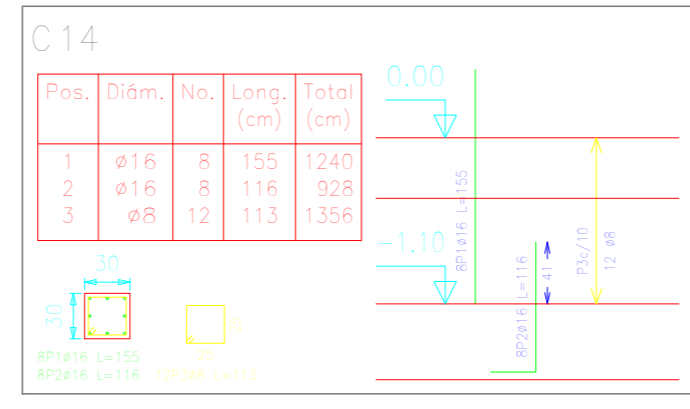 C14
Pos. Diám. No. Long. (cm) Total (cm)
1 ø16 8 155 1240
2 ø16 8 116 928
3 ø8 12 113 1356
0.00
-1.10
8P1ø16 L=155
8P2ø16 L=116
41
P3c/10
12 ø8
30
30
8P1ø16 L=155
8P2ø16 L=116
25
12P3ø8 L=113